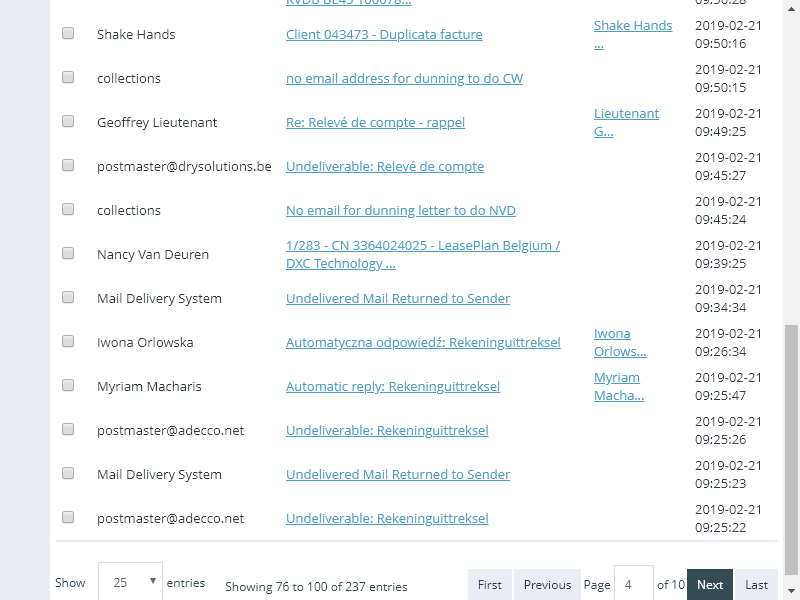 Shake Hands Client 043473 - Duplicata facture Shake Hands ... 2019-02-21 09:50:16
collections no email address for dunning to do CW 2019-02-21 09:50:15
Geoffrey Lieutenant Re: Relevé de compte - rappel Lieutenant G... 2019-02-21 09:49:25
postmaster@drysolutions.be Undeliverable: Relevé de compte 2019-02-21 09:45:27
collections No email for dunning letter to do NVD 2019-02-21 09:45:24
Nancy Van Deuren 1/283 - CN 3364024025 - LeasePlan Belgium / DXC Technology ... 2019-02-21 09:39:25
Mail Delivery System Undelivered Mail Returned to Sender 2019-02-21 09:34:34
Iwona Orlowska Automatyczna odpowiedź: Rekeninguittreksel Iwona Orlows... 2019-02-21 09:26:34
Myriam Macharis Automatic reply: Rekeninguittreksel Myriam Macha... 2019-02-21 09:25:47
postmaster@adecco.net Undeliverable: Rekeninguittreksel 2019-02-21 09:25:26
Mail Delivery System Undelivered Mail Returned to Sender 2019-02-21 09:25:23
postmaster@adecco.net Undeliverable: Rekeninguittreksel 2019-02-21 09:25:22
Show 25 entries Showing 76 to 100 of 237 entries First Previous Page 4 of 10 Next Last